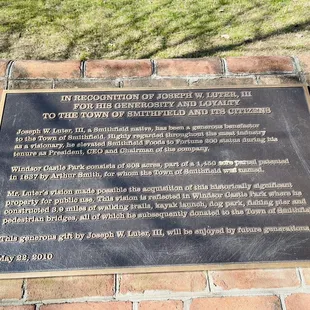 IN RECOGNITION OF JOSEPH W. LUTER, III
FOR HIS GENEROSITY AND LOYALTY
TO THE TOWN OF SMITHFIELD AND ITS CITIZENS
Joseph W. Luter, III, a Smithfield native, has been a generous benefactor
to the Town of Smithfield. Highly regarded throughout the meat industry
as a visionary, he elevated Smithfield Foods to Fortune 200 status during his
tenure as President, CEO and Chairman of the company.
Windsor Castle Park consists of 208 acres, part of a 1,450 acre parcel patented
in 1637 by Arthur Smith, for whom the Town of Smithfield was named.
Mr. Luter's vision made possible the acquisition of this historically significant
property for public use. This vision is reflected in Windsor Castle Park where he
constructed 3.9 miles of walking trails, kayak launch, dog park, fishing pier and
pedestrian bridges, all of which he subsequently donated to the Town of Smithfield.
This generous gift by Joseph W. Luter, III, will be enjoyed by future generations.
May 22, 2010